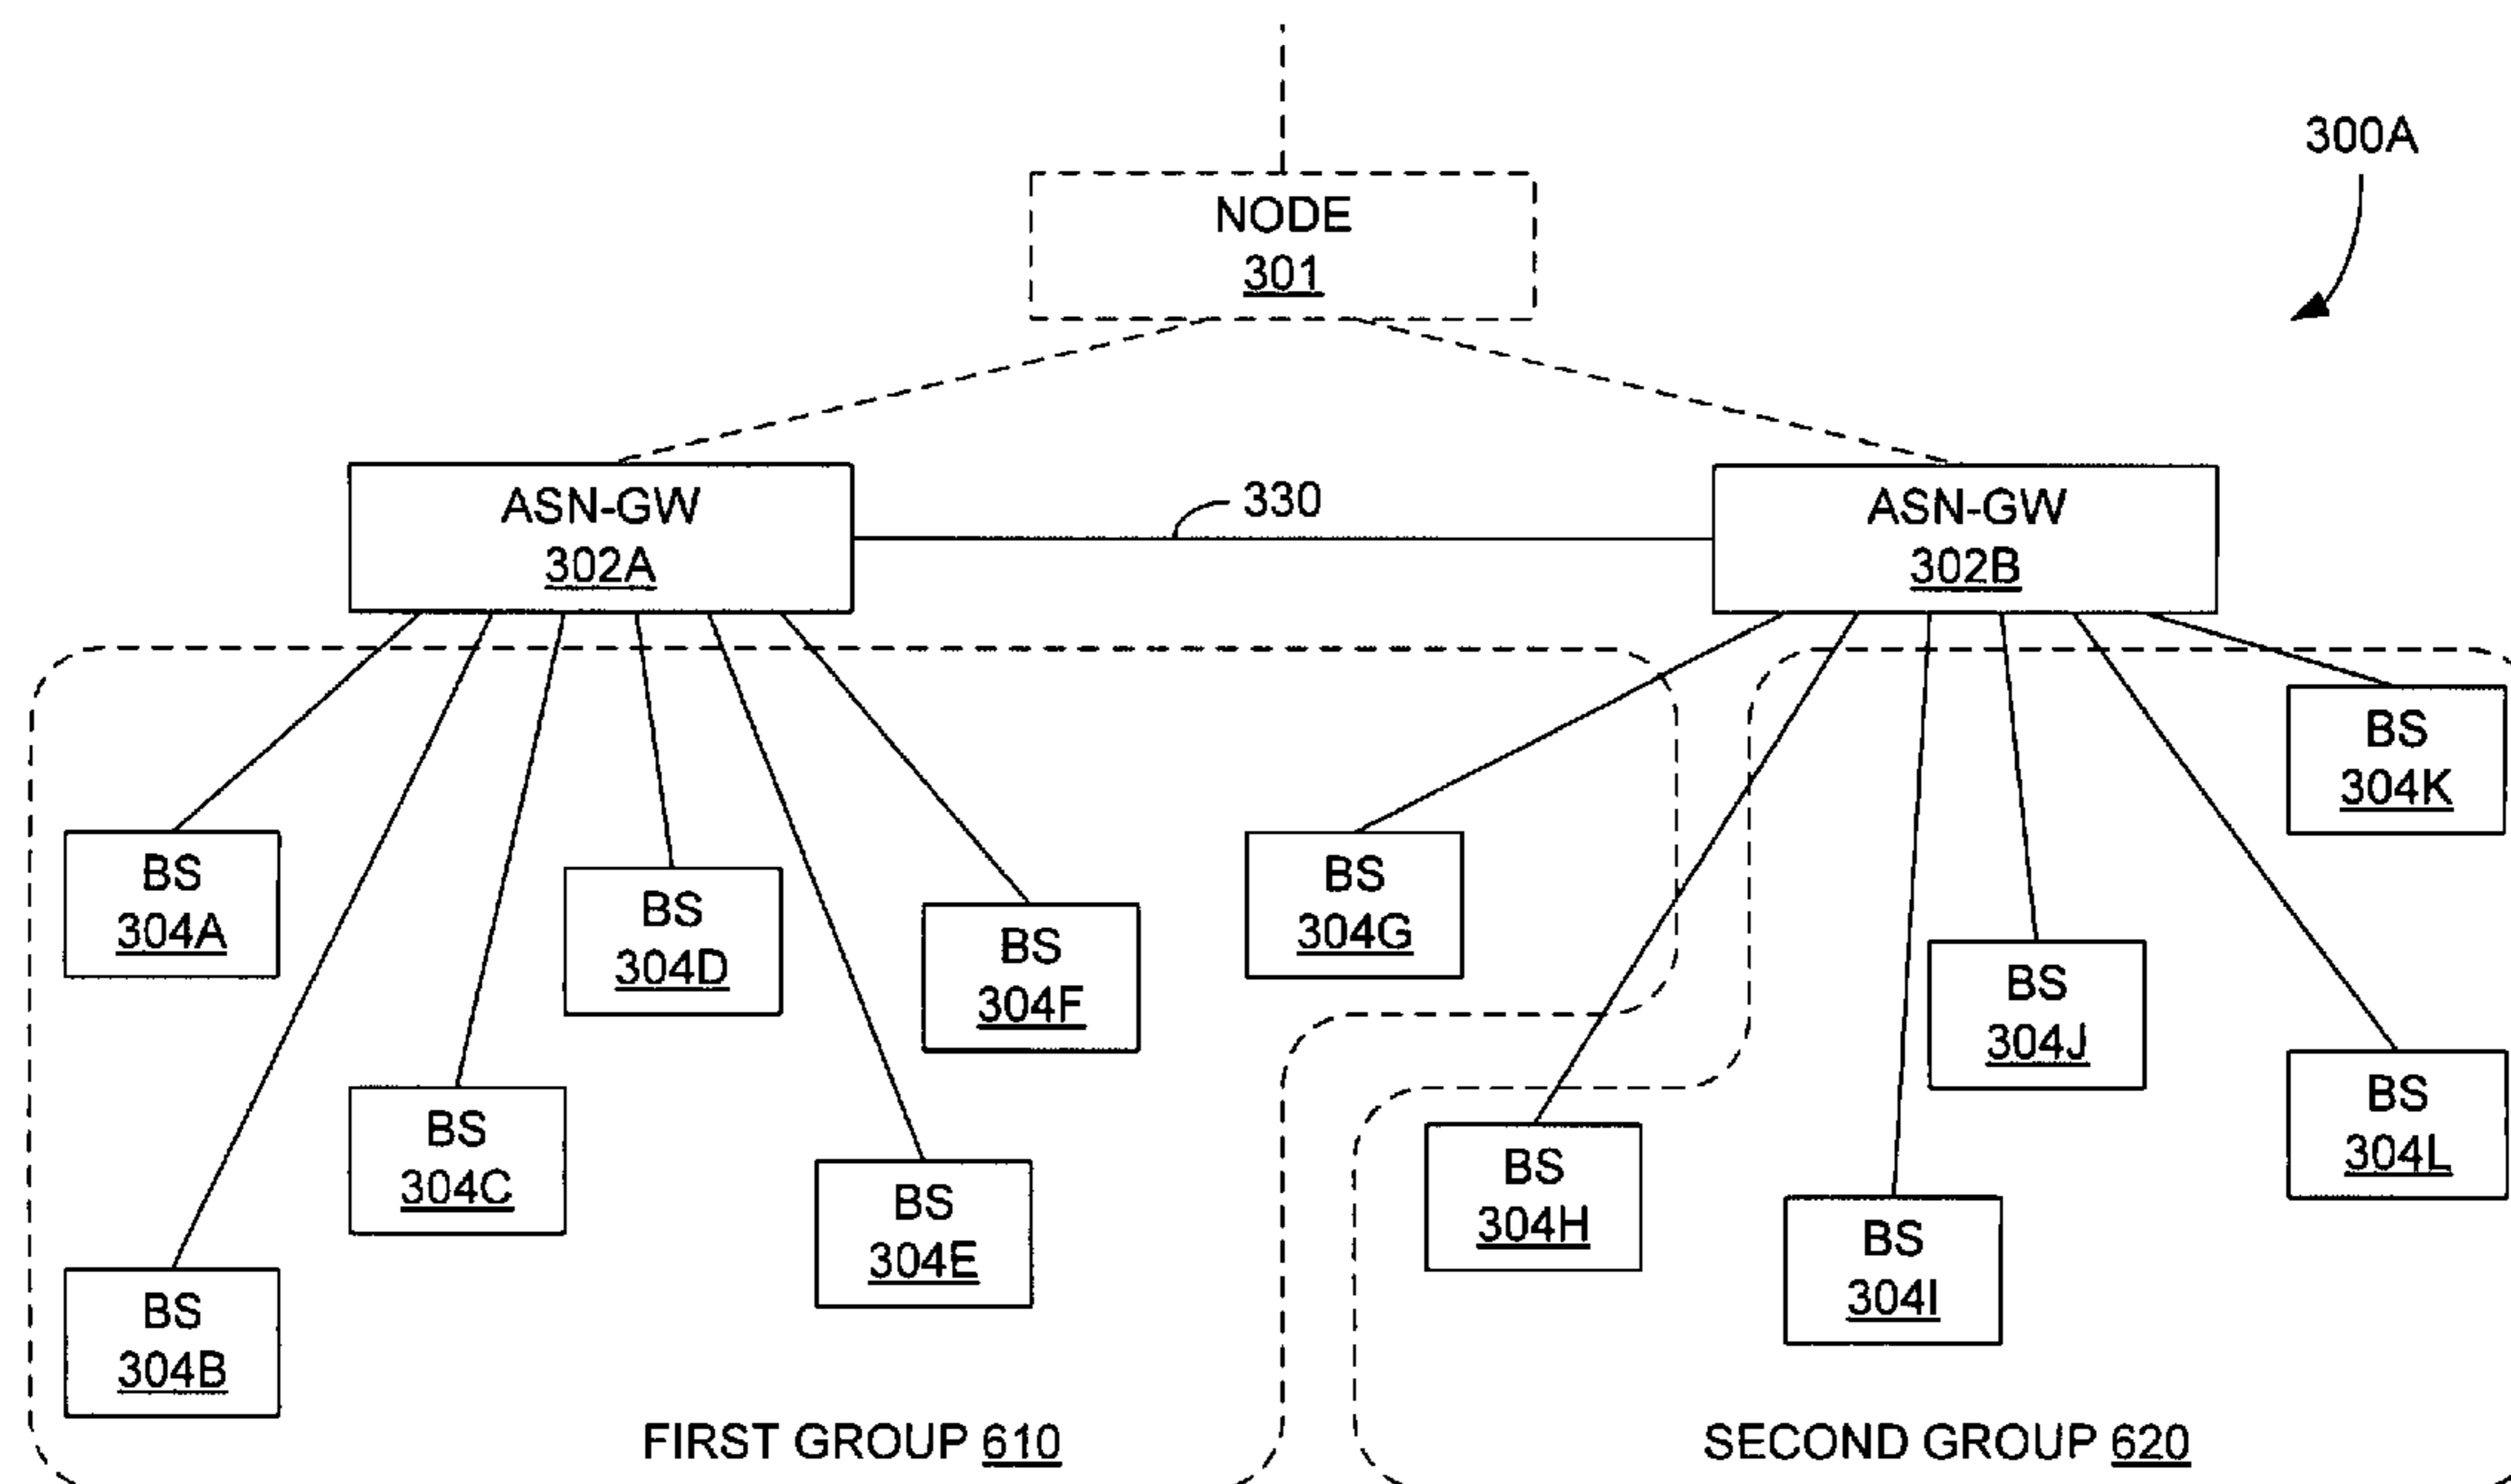 300A
NODE
301
ASN-GW
302A
330
ASN-GW
302B
BS
304A
BS
304B
BS
304C
BS
304D
BS
304E
BS
304F
BS
304G
BS
304H
BS
304I
BS
304J
BS
304K
BS
304L
FIRST GROUP 610
SECOND GROUP 620